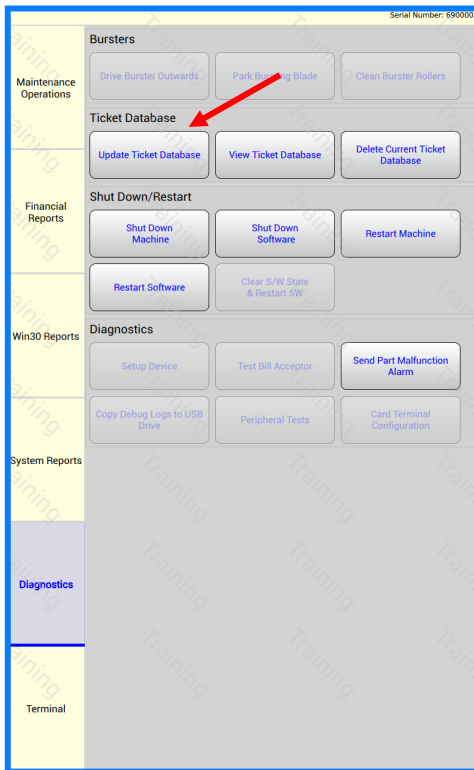 Serial Number: 690000
Bursters
Drive Burster Outwards
Park Bursting Blade
Clean Burster Rollers
Maintenance
Operations
Ticket Database
Update Ticket Database
View Ticket Database
Delete Current Ticket
Database
Financial
Reports
Shut Down/Restart
Shut Down
Machine
Shut Down
Software
Restart Machine
Restart Software
Clear S/W State
& Restart SW
Win30 Reports
Diagnostics
Setup Device
Test Bill Acceptor
Send Part Malfunction
Alarm
Copy Debug Logs to USB
Drive
Peripheral Tests
Card Terminal
Configuration
System Reports
Diagnostics
Terminal
Training